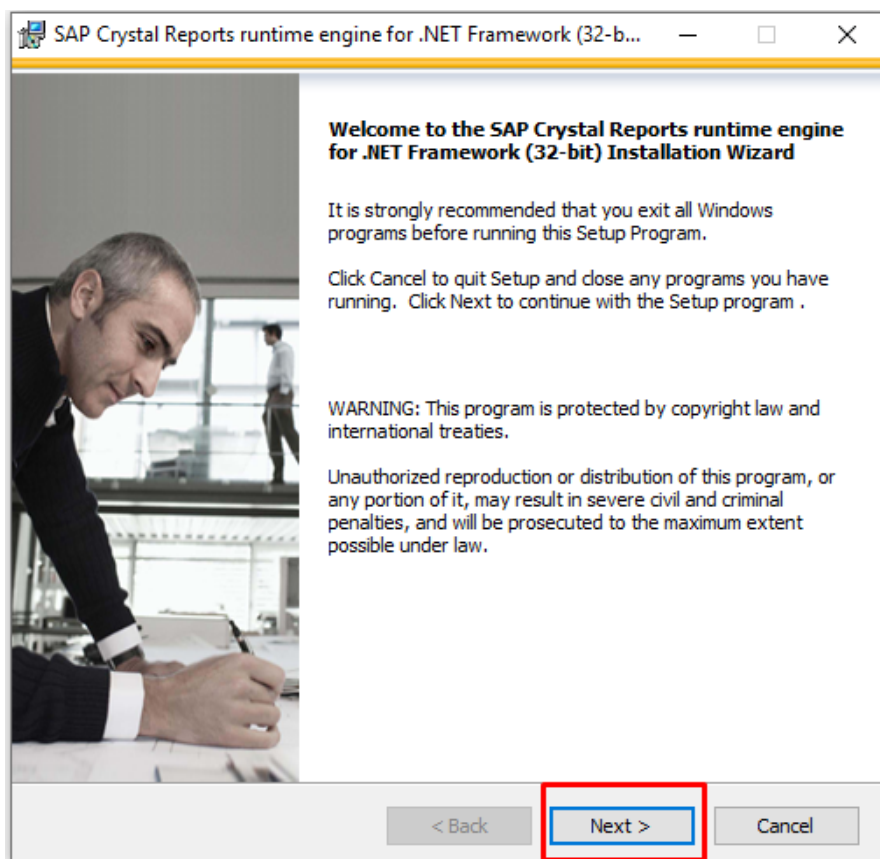 SAP Crystal Reports runtime engine for .NET Framework (32-b...
Welcome to the SAP Crystal Reports runtime engine
for .NET Framework (32-bit) Installation Wizard
It is strongly recommended that you exit all Windows
programs before running this Setup Program.
Click Cancel to quit Setup and close any programs you have
running.  Click Next to continue with the Setup program .
WARNING: This program is protected by copyright law and
international treaties.
Unauthorized reproduction or distribution of this program, or
any portion of it, may result in severe civil and criminal
penalties, and will be prosecuted to the maximum extent
possible under law.
< Back
Next >
Cancel